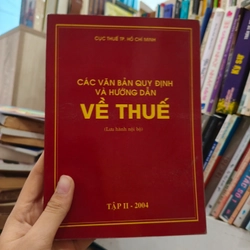 CỤC THUẾ TP. HỒ CHÍ MINH
CÁC VĂN BẢN QUY ĐỊNH
VÀ HƯỚNG DẪN
VỀ THUẾ
(Lưu hành nội bộ)
TẬP II - 2004